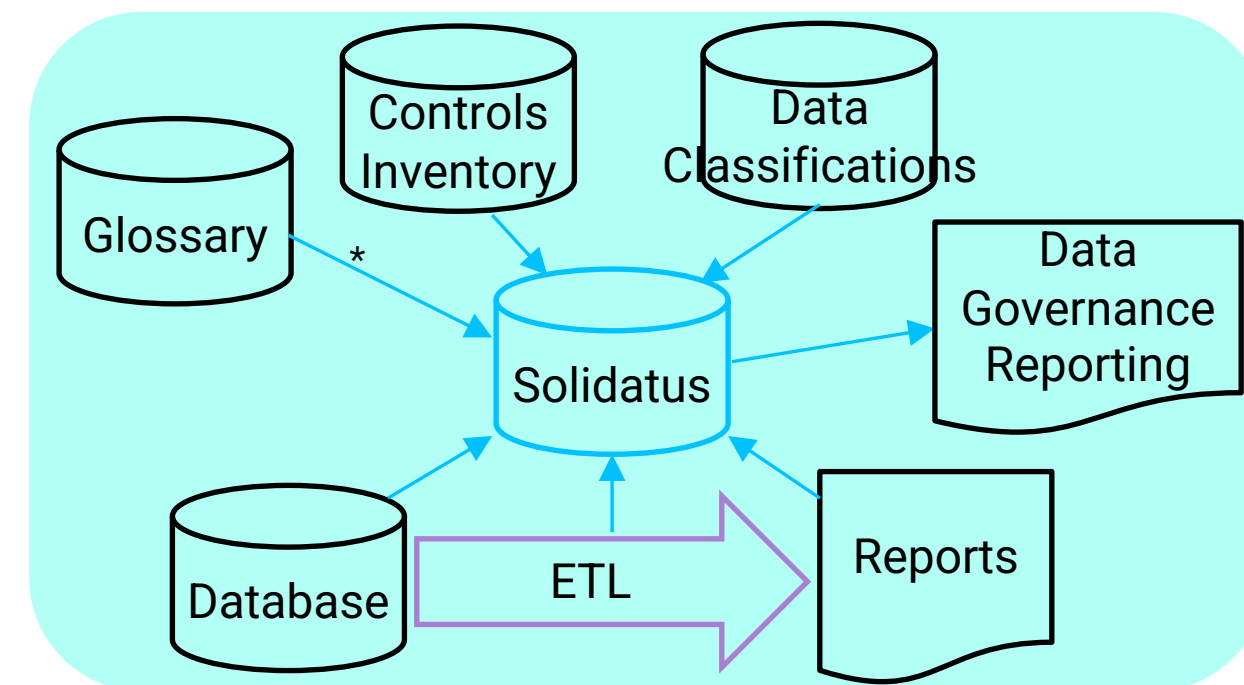 Controls
Inventory
Data
Classifications
Glossary
*
Data
Governance
Reporting
Solidatus
Database
ETL
Reports